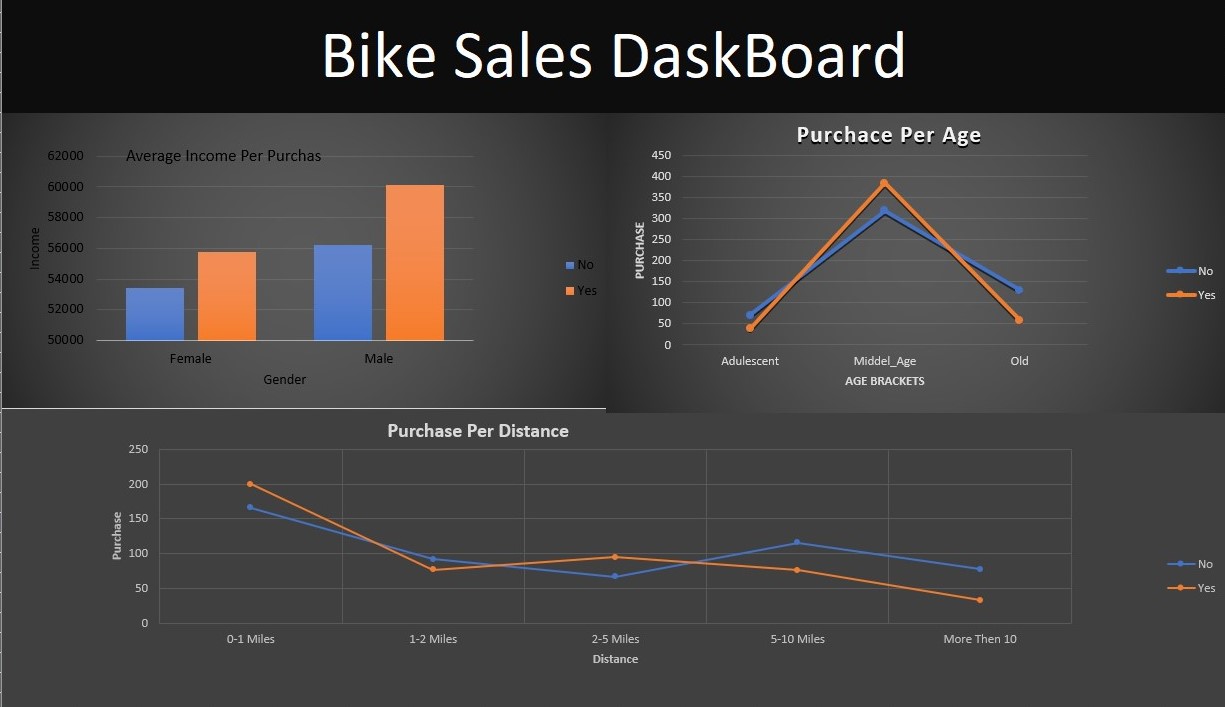 Bike Sales DaskBoard
Average Income Per Purchas
62000
60000
58000
56000
54000
52000
50000
Income
Female Male
Gender
No
Yes
Purchace Per Age
450
400
350
300
250
200
150
100
50
0
PURCHASE
Adulescent Middel_Age Old
AGE BRACKETS
No
Yes
Purchase Per Distance
250
200
150
100
50
0
Purchase
0-1 Miles 1-2 Miles 2-5 Miles 5-10 Miles More Then 10
Distance
No
Yes